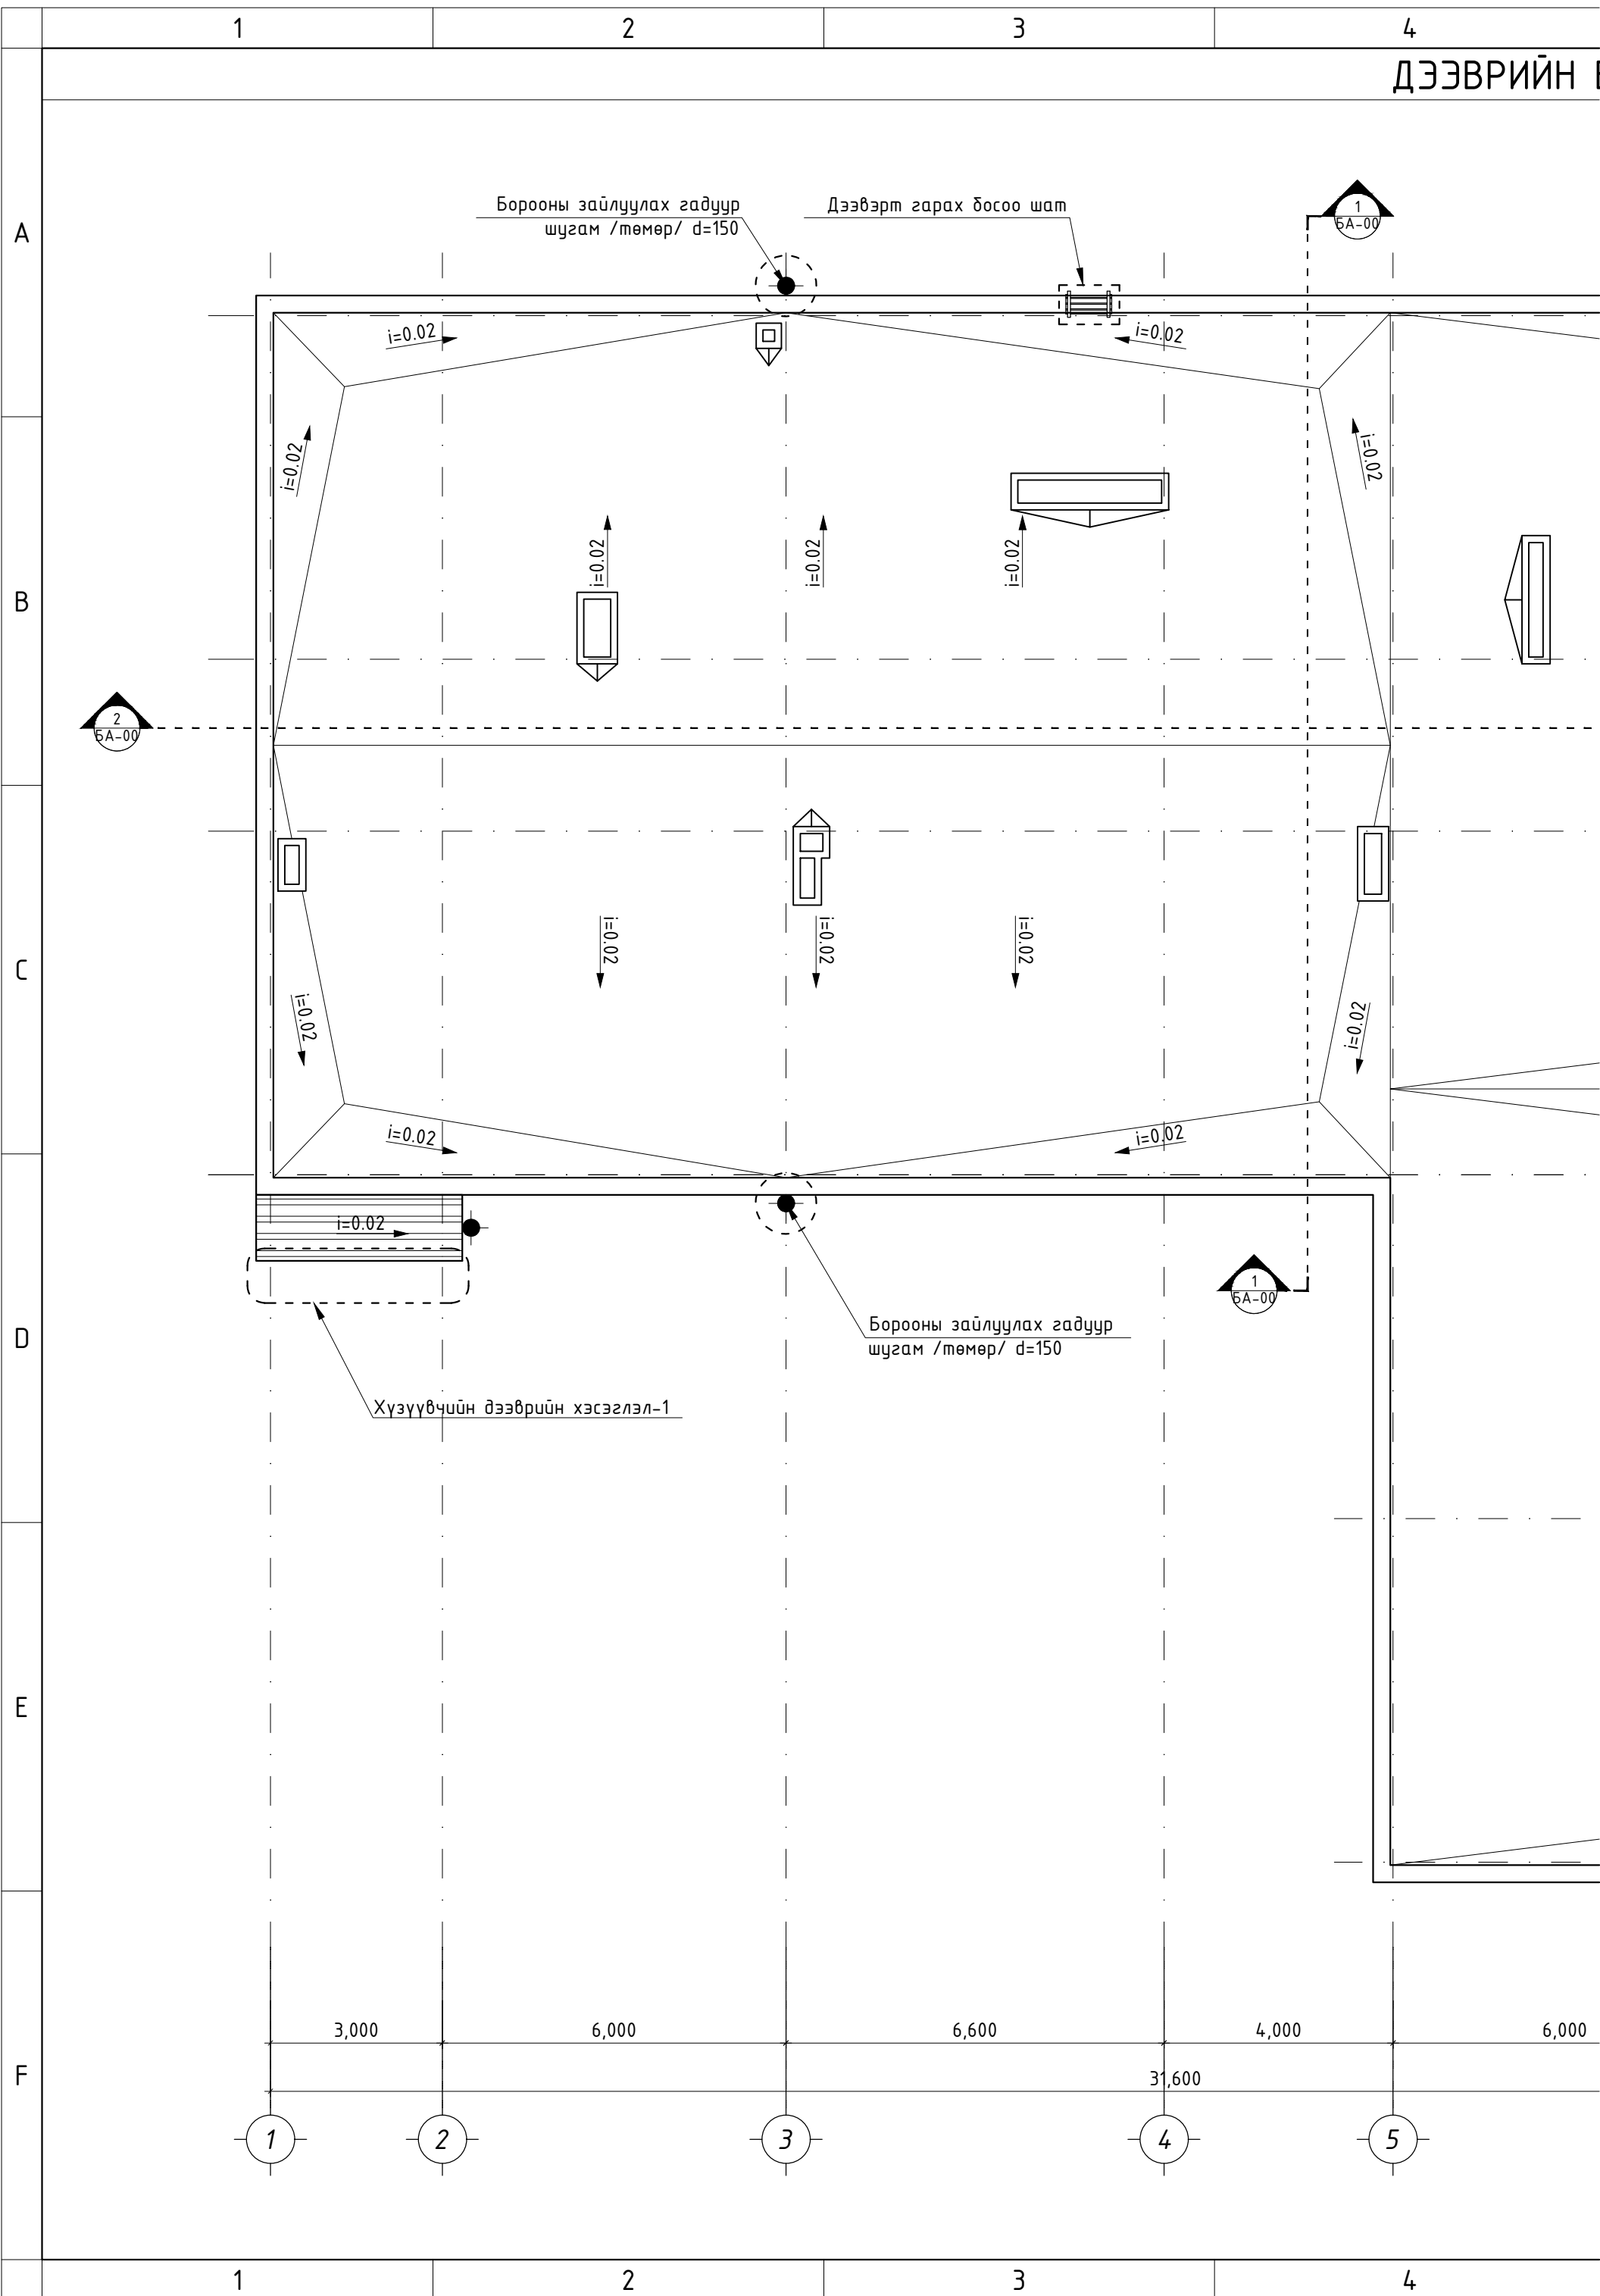 1 2 3 4
ДЭЭВРИЙН
A
B
C
D
E
F
Борооны зайлуулах гадуур
шугам /төмөр/ d=150
Дээвэрт гарах босоо шат
1
БА-00
i=0.02
i=0.02
i=0.02
i=0.02
i=0.02
i=0.02
i=0.02
2
БА-00
i=0.02
i=0.02
i=0.02
i=0.02
i=0.02
i=0.02
i=0.02
i=0.02
1
БА-00
Борооны зайлуулах гадуур
шугам /төмөр/ d=150
Хүзүүвчийн дээврийн хэсэглэл-1
3,000 6,000 6,600 4,000 6,000
31,600
1 2 3 4 5
1 2 3 4